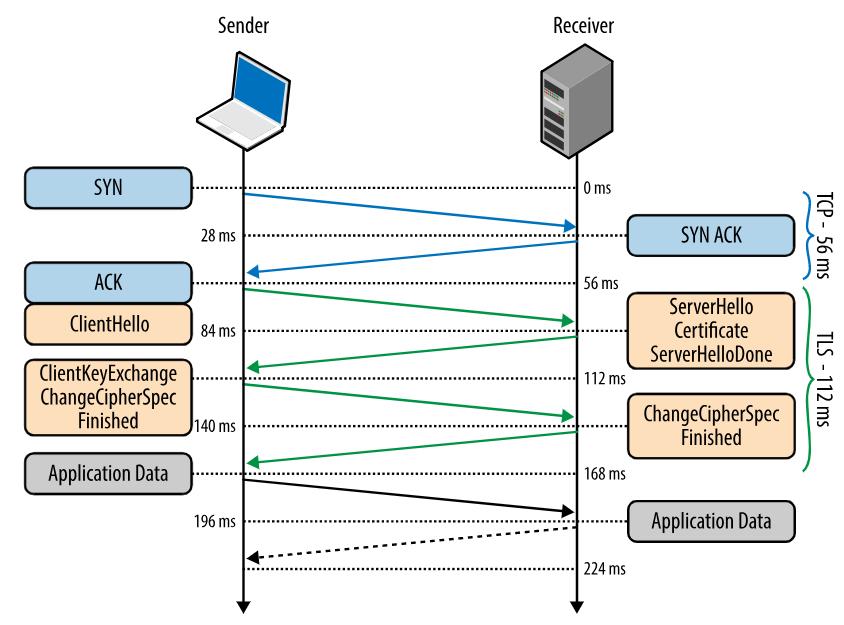 Sender
Receiver
SYN
0 ms
28 ms
SYN ACK
TCP - 56 ms
ACK
56 ms
ClientHello
84 ms
ServerHello
Certificate
ServerHelloDone
TLS - 112 ms
ClientKeyExchange
ChangeCipherSpec
Finished
112 ms
140 ms
ChangeCipherSpec
Finished
Application Data
168 ms
196 ms
Application Data
224 ms